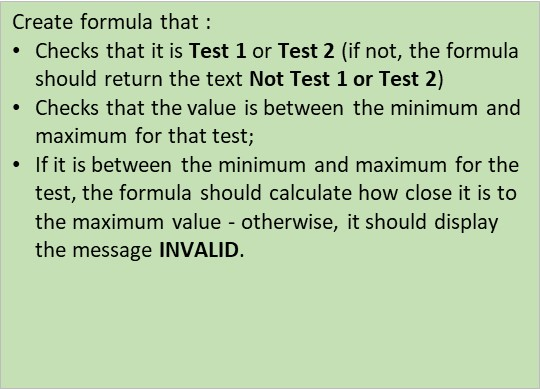 Create formula that :
• Checks that it is Test 1 or Test 2 (if not, the formula
should return the text Not Test 1 or Test 2)
• Checks that the value is between the minimum and
maximum for that test;
• If it is between the minimum and maximum for the
test, the formula should calculate how close it is to
the maximum value - otherwise, it should display
the message INVALID.